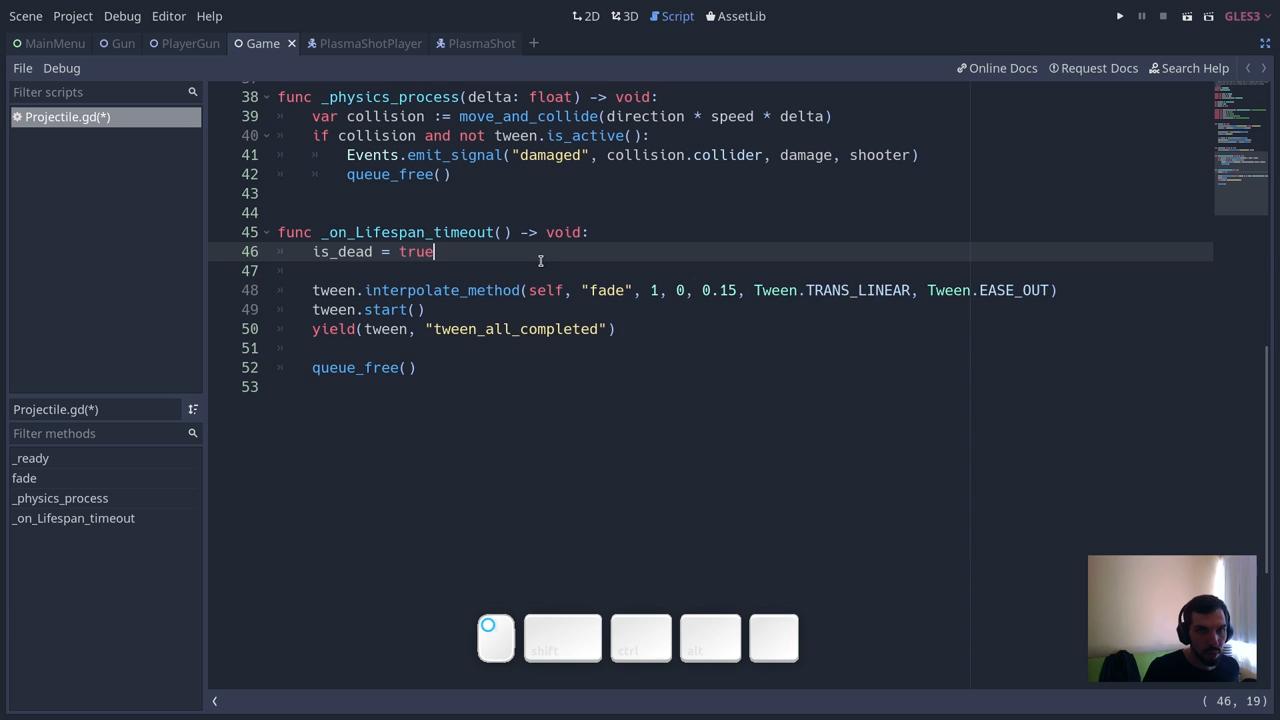 Scene Project Debug Editor Help
2D 3D Script AssetLib
GLES3
MainMenu Gun PlayerGun Game PlasmaShotPlayer PlasmaShot
File Debug
Online Docs Request Docs Search Help
Filter scripts
Projectile.gd(*)
Projectile.gd(*)
Filter methods
_ready
fade
_physics_process
_on_Lifespan_timeout
38 func _physics_process(delta: float) -> void:
39 var collision := move_and_collide(direction * speed * delta)
40 if collision and not tween.is_active():
41 Events.emit_signal("damaged", collision.collider, damage, shooter)
42 queue_free()
43
44
45 func _on_Lifespan_timeout() -> void:
46 is_dead = true
47
48 tween.interpolate_method(self, "fade", 1, 0, 0.15, Tween.TRANS_LINEAR, Tween.EASE_OUT)
49 tween.start()
50 yield(tween, "tween_all_completed")
51
52 queue_free()
53
shift ctrl alt
( 46, 19)